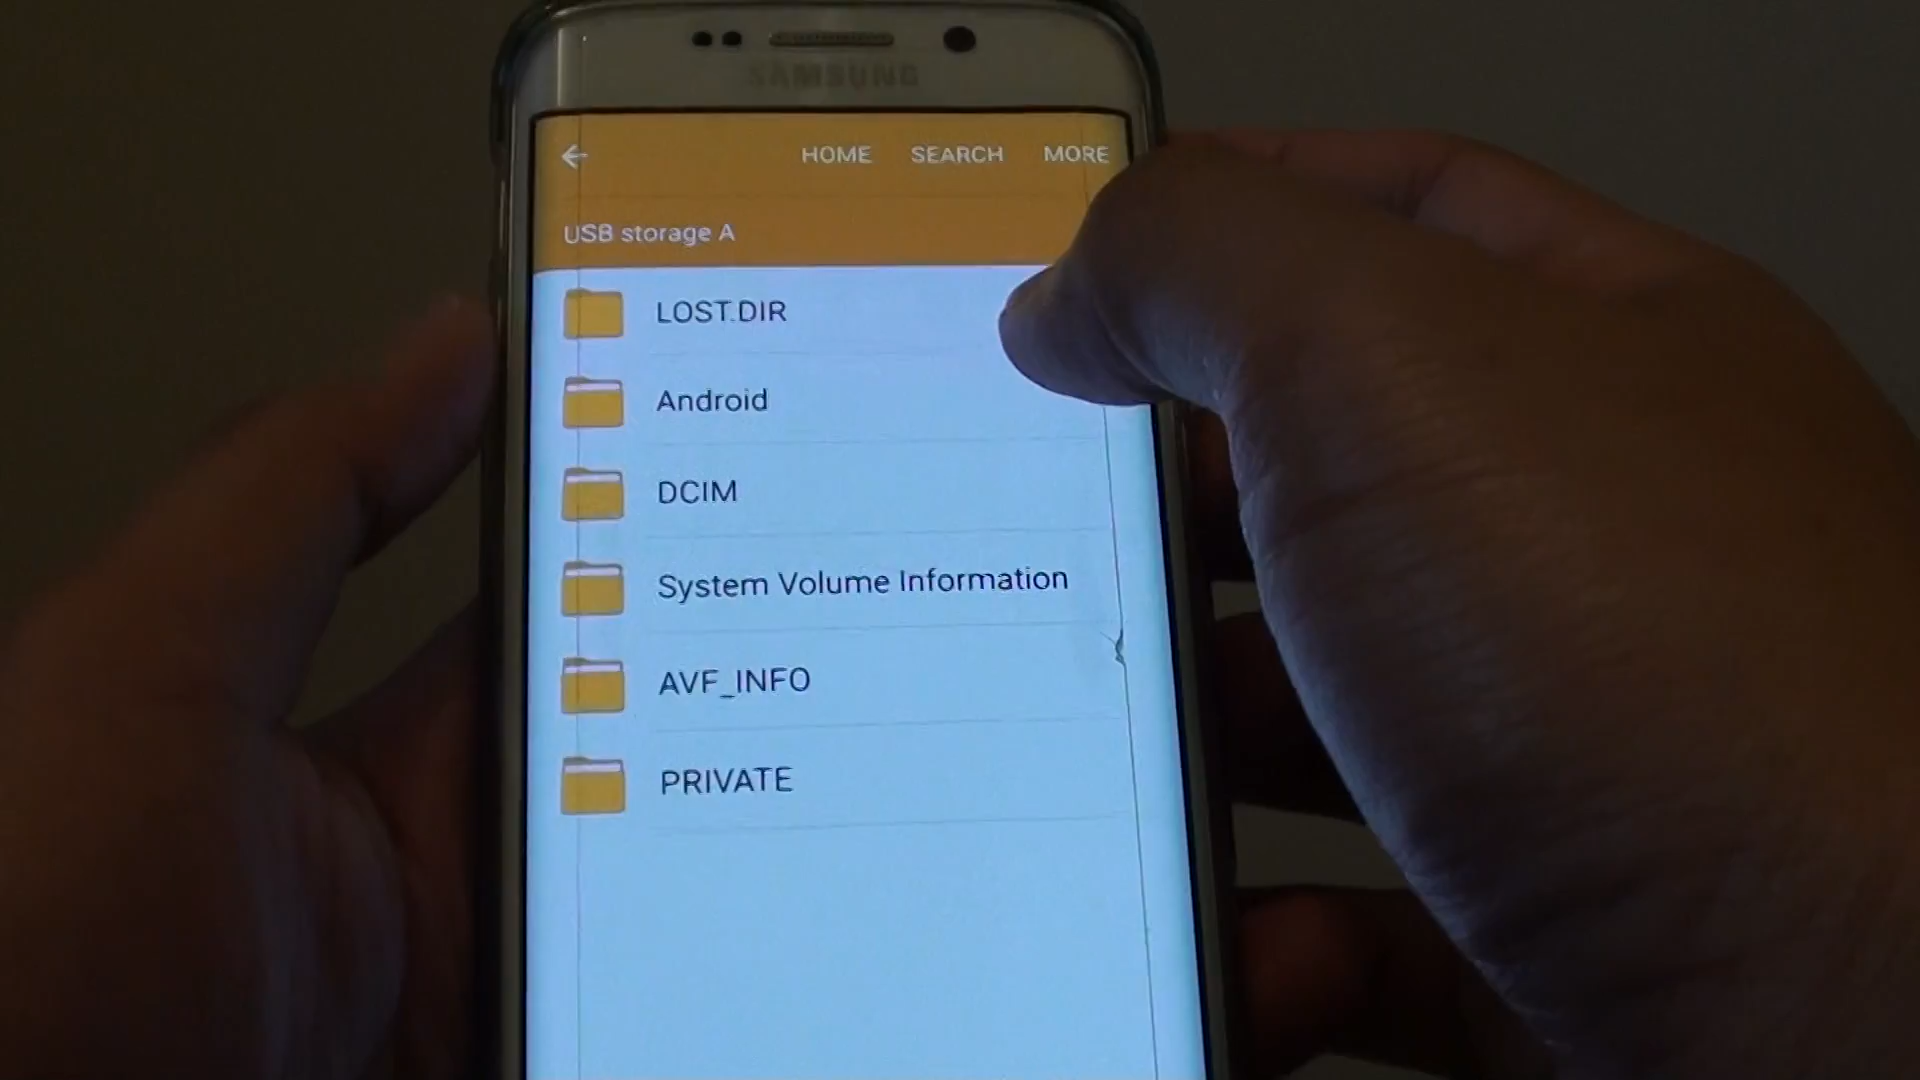 SAMSUNG
HOME SEARCH MORE
USB storage A
LOST.DIR
Android
DCIM
System Volume Information
AVF_INFO
PRIVATE